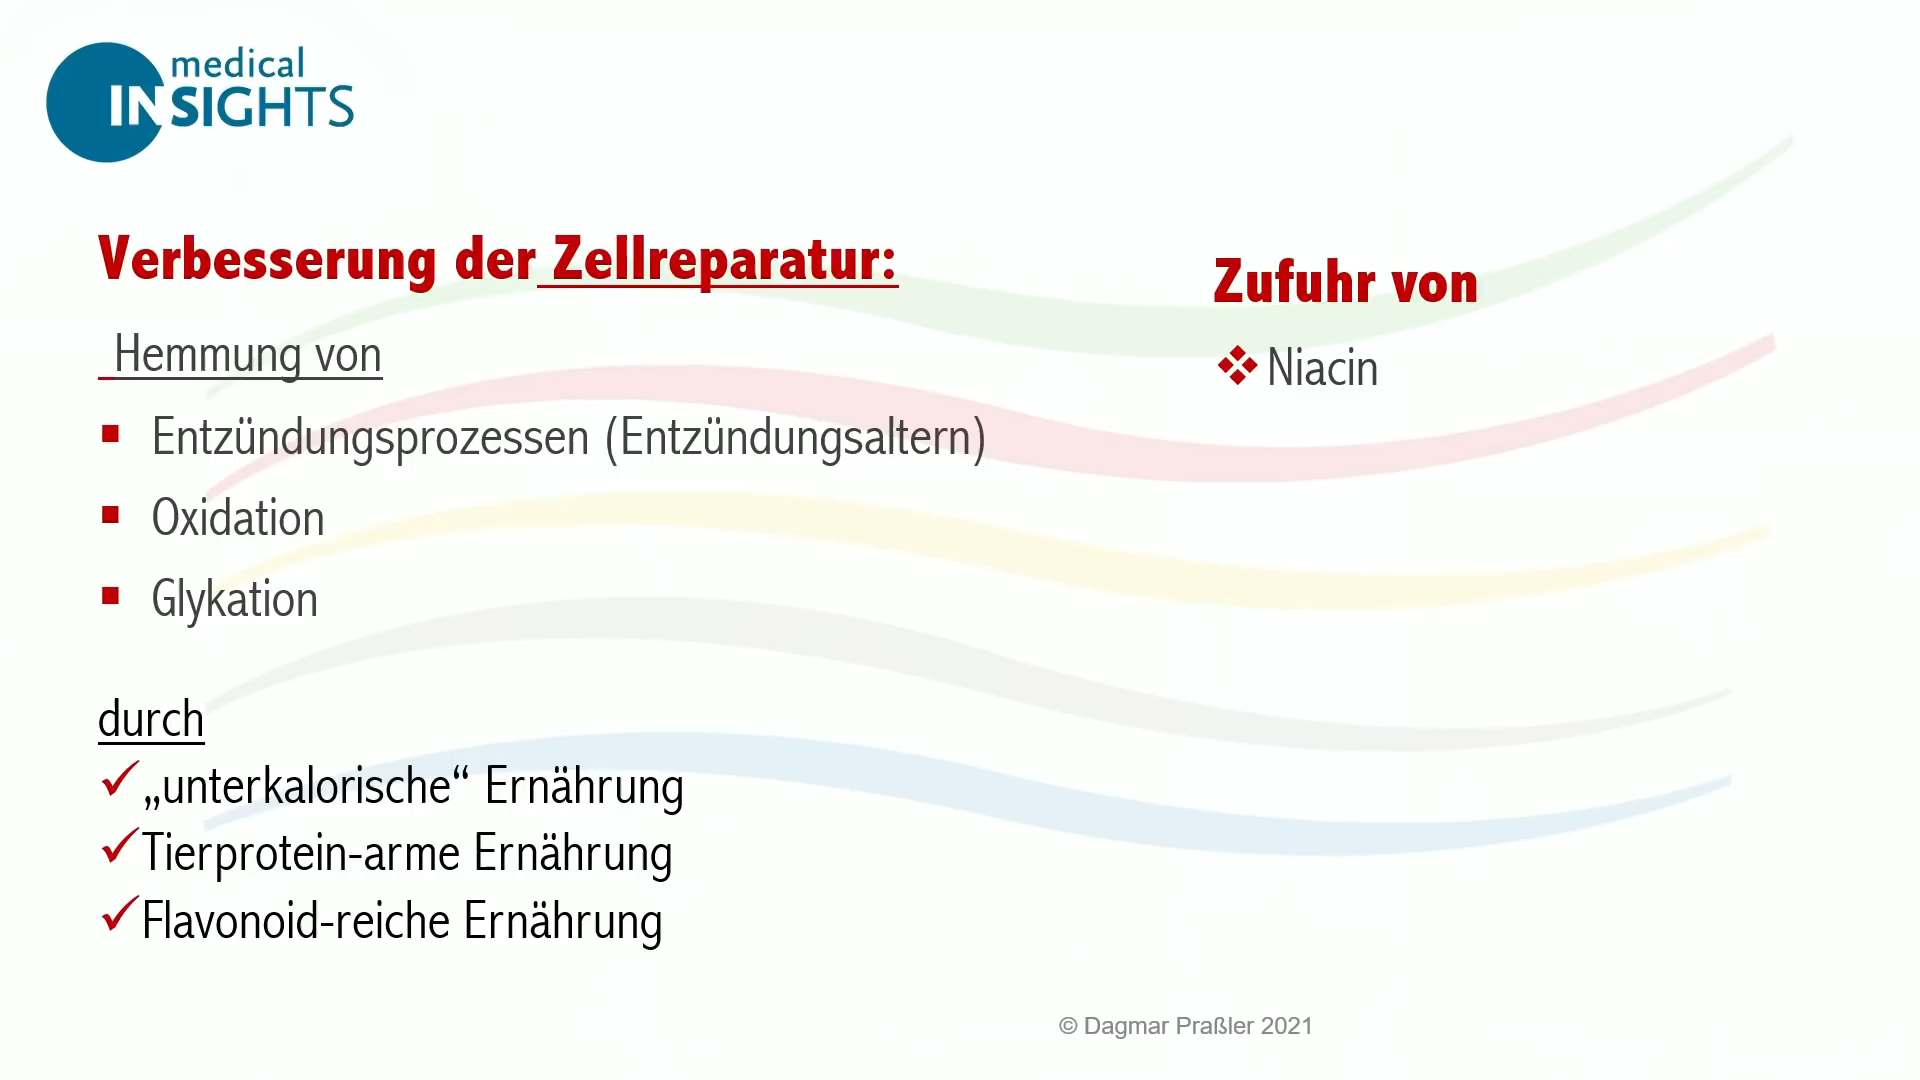 medical
INSIGHTS
Verbesserung der Zellreparatur:
Hemmung von
Entzündungsprozessen (Entzündungsaltern)
Oxidation
Glykation
durch
„unterkalorische“ Ernährung
Tierprotein-arme Ernährung
Flavonoid-reiche Ernährung
Zufuhr von
Niacin
© Dagmar Praßler 2021